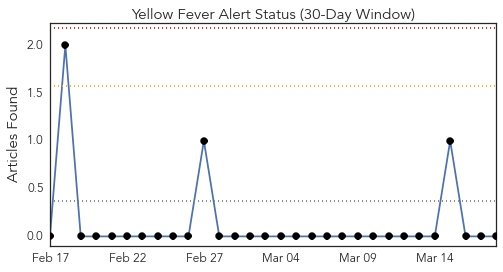 Yellow Fever Alert Status (30-Day Window)
Articles Found
2.0
1.5
1.0
0.5
0.0
Feb 17 Feb 22 Feb 27 Mar 04 Mar 09 Mar 14